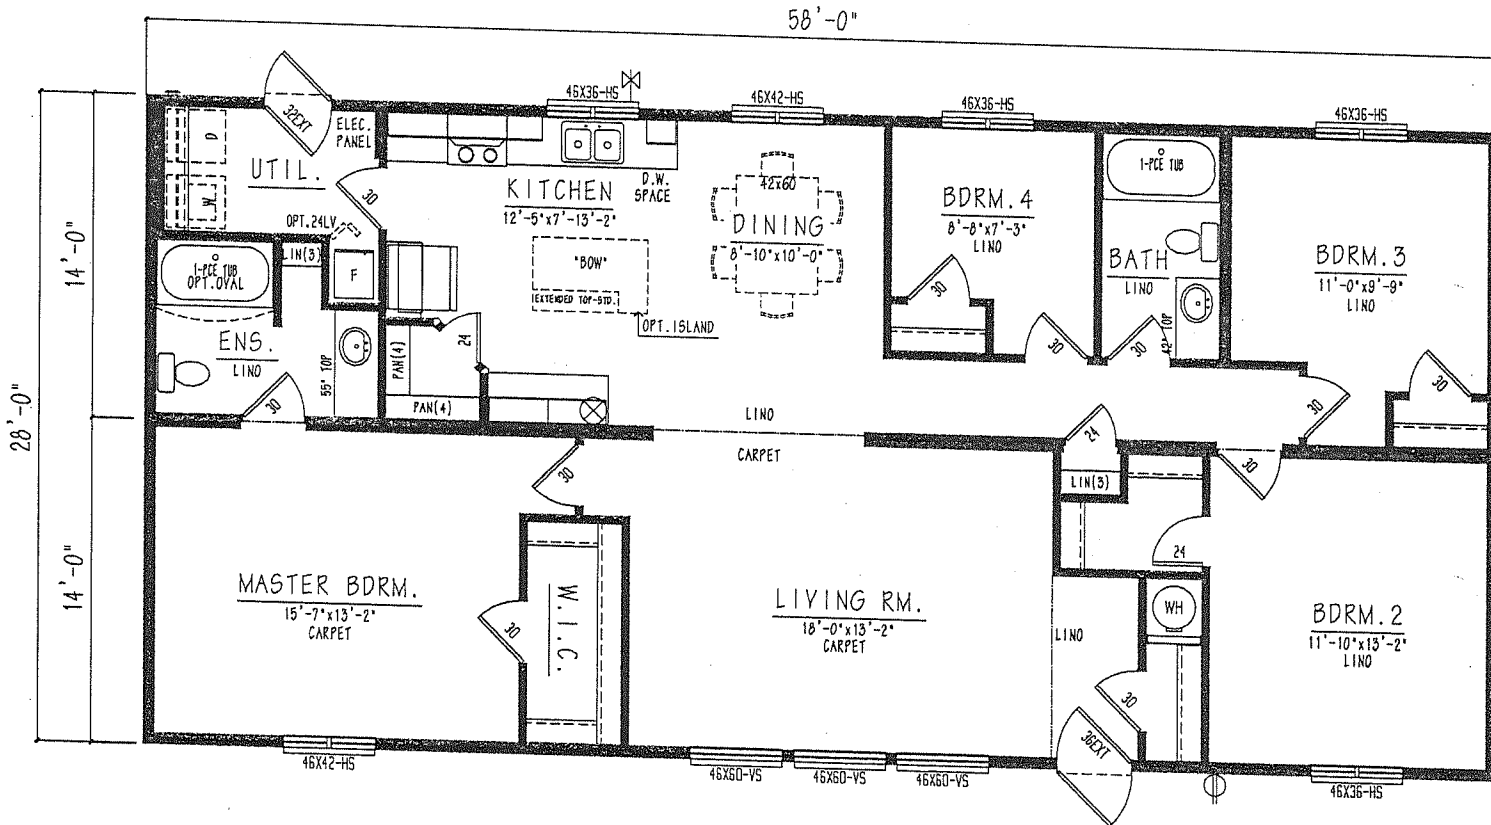 58'-0"
28'-0"
14'-0"
14'-0"
46X36-HS
46X42-HS
46X36-HS
46X36-HS
32EXT
ELEC.
PANEL
D
W
UTIL.
30
OPT.24LV
LIN(3)
F
KITCHEN
12'-5"x7'-13'-2"
D.W.
SPACE
"BOW"
EXTENDED TOP-STD.
OPT.ISLAND
42x60
DINING
8'-10"x10'-0"
BDRM.4
8'-8"x7'-3"
LINO
30
30
1-PCE TUB
BATH
LINO
42" TOP
30
BDRM.3
11'-0"x9'-9"
LINO
30
30
1-PCE TUB
OPT.OVAL
ENS.
LINO
55" TOP
30
PAN(4)
24
PAN(4)
LINO
CARPET
24
LIN(3)
30
30
24
MASTER BDRM.
15'-7"x13'-2"
CARPET
30
W.I.C.
LIVING RM.
18'-0"x13'-2"
CARPET
LINO
WH
30
36EXT
BDRM.2
11'-10"x13'-2"
LINO
46X42-HS
46X60-VS
46X60-VS
46X60-VS
46X36-HS